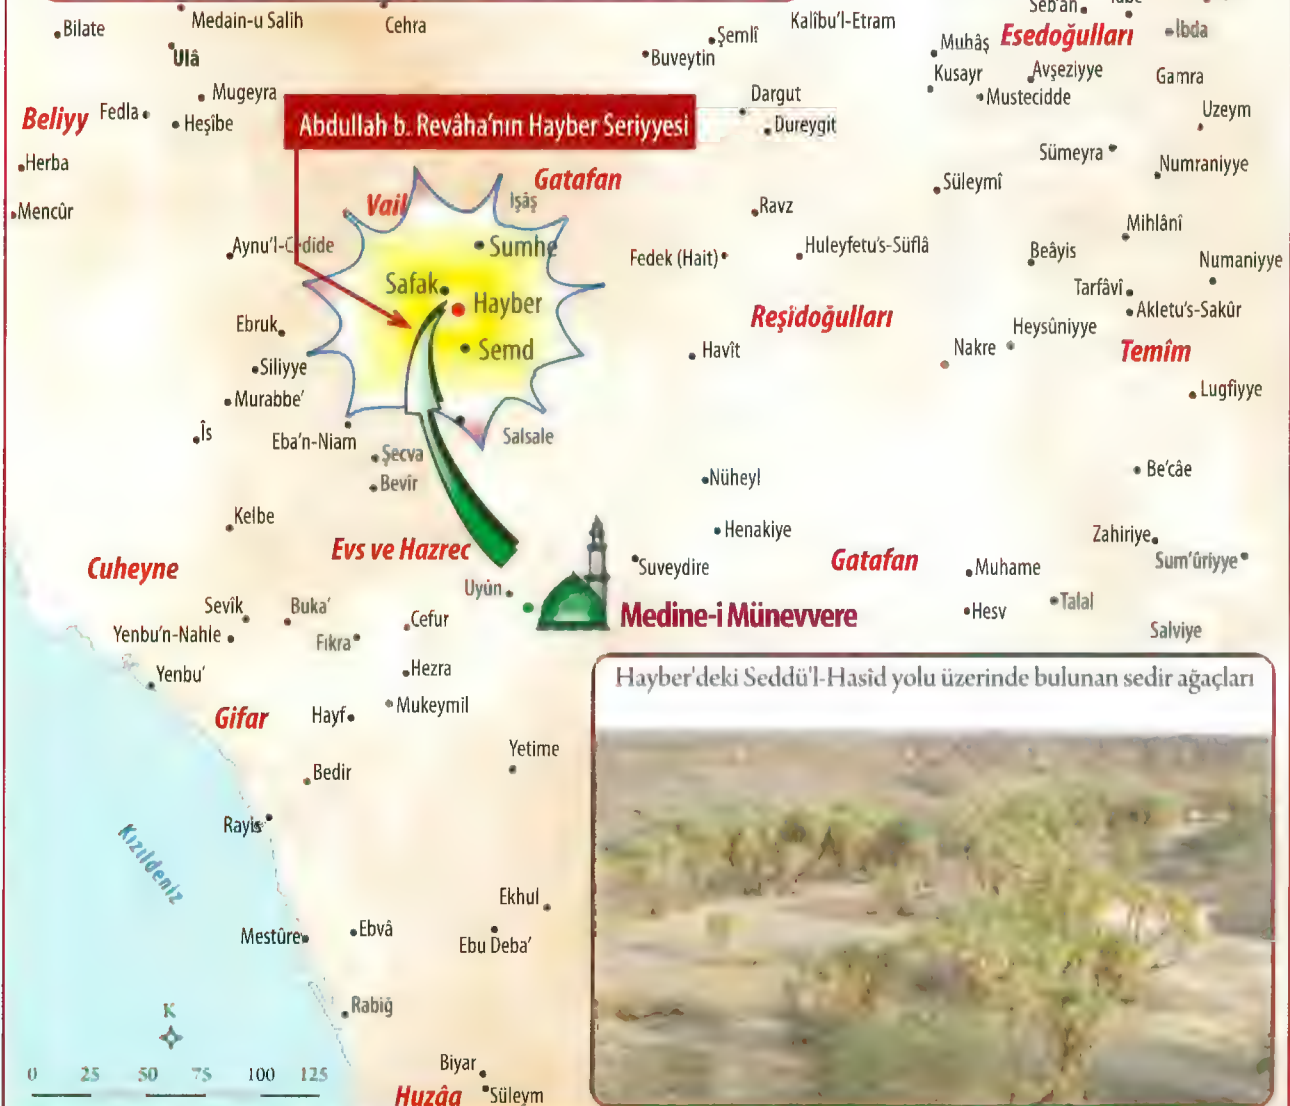 Medain-u Salih
Cehra
Kalîbu'l-Etram
Seb'an
Bilate
Ulâ
Şemlî
Buveytin
Muhâş
Esedoğulları
Ibda
Kusayr
Avşeziyye
Gamra
Mustecidde
Mugeyra
Dargut
Uzeym
Beliyy
Fedla
Heşîbe
Abdullah b. Revâha'nın Hayber Seriyyesi
Dureygit
Sümeyra
Numraniyye
Herba
Gatafan
Süleymî
Vail
Işâş
Mencûr
Ravz
Mihlânî
Sumhe
Huleyfetu's-Süflâ
Fedek (Hait)
Beâyis
Numaniyye
Safak
Tarfâvî
Hayber
Akletu's-Sakûr
Ebruk
Reşidoğulları
Heysûniyye
Semd
Havît
Nakre
Temîm
Siliyye
Lugfiyye
Murabbe'
Îs
Eba'n-Niam
Salsale
Şecva
Bevîr
Nüheyl
Be'câe
Kelbe
Henakiye
Zahiriye
Evs ve Hazrec
Cuheyne
Suveydire
Gatafan
Muhame
Sum'ûriyye
Uyûn
Sevîk
Buka'
Cefur
Medine-i Münevvere
Hesv
Talal
Yenbu'n-Nahle
Fıkra
Salviye
Yenbu'
Hezra
Hayber'deki Seddü'l-Hasîd yolu üzerinde bulunan sedir ağaçları
Gifar
Hayf
Mukeymil
Yetime
Bedir
Rayis
Kızıldeniz
Ekhul
Mestûre
Ebvâ
Ebu Deba'
Rabiğ
K
Biyar
0 25 50 75 100 125
Huzâa
Süleym